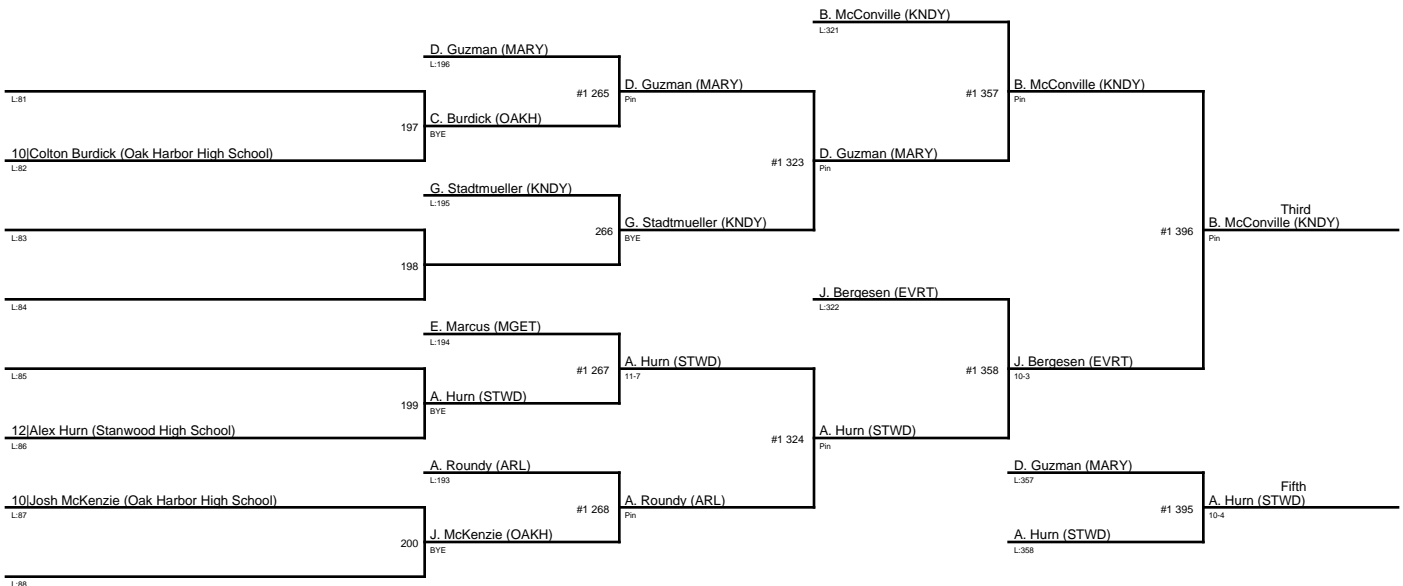 B. McConville (KNDY)
L:321
D. Guzman (MARY)
L:196
#1 265
D. Guzman (MARY)
Pin
#1 357
B. McConville (KNDY)
Pin
L:81
197
C. Burdick (OAKH)
BYE
10|Colton Burdick (Oak Harbor High School)
L:82
#1 323
D. Guzman (MARY)
Pin
G. Stadtmueller (KNDY)
L:195
Third
L:83
266
G. Stadtmueller (KNDY)
BYE
#1 396
B. McConville (KNDY)
Pin
198
L:84
J. Bergesen (EVRT)
L:322
E. Marcus (MGET)
L:194
L:85
#1 267
A. Hurn (STWD)
11-7
#1 358
J. Bergesen (EVRT)
10-3
199
A. Hurn (STWD)
BYE
12|Alex Hurn (Stanwood High School)
L:86
#1 324
A. Hurn (STWD)
Pin
A. Roundy (ARL)
L:193
D. Guzman (MARY)
L:357
Fifth
10|Josh McKenzie (Oak Harbor High School)
L:87
#1 268
A. Roundy (ARL)
Pin
#1 395
A. Hurn (STWD)
10-4
200
J. McKenzie (OAKH)
BYE
A. Hurn (STWD)
L:358
L:88